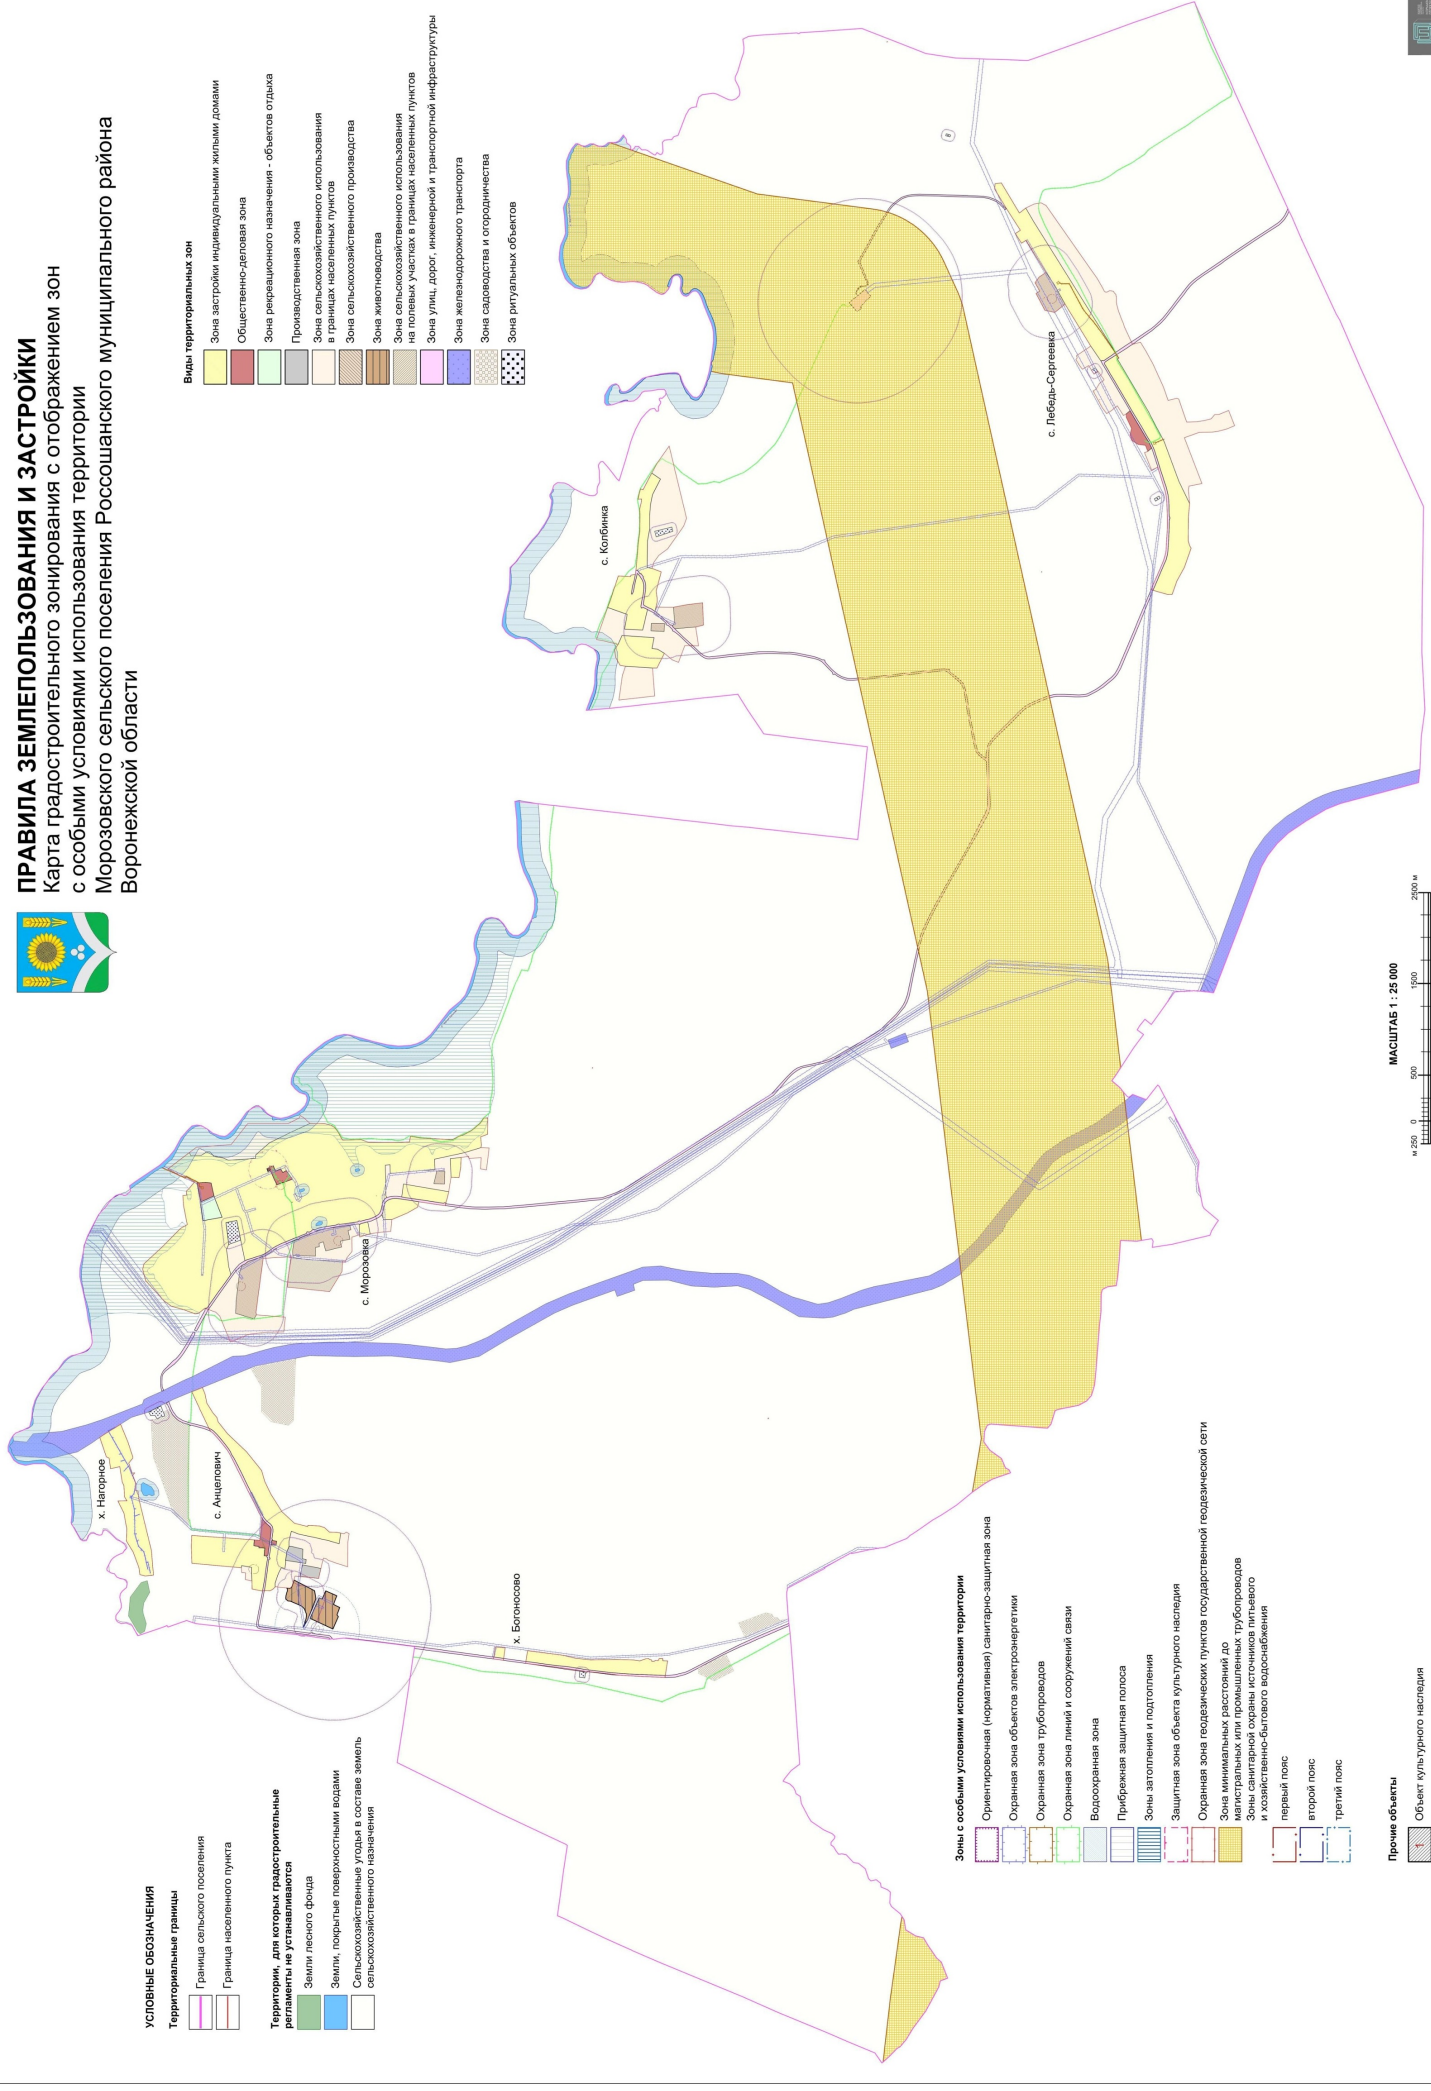 ПРАВИЛА ЗЕМЛЕПОЛЬЗОВАНИЯ И ЗАСТРОЙКИ
Карта градостроительного зонирования с отображением зон
с особыми условиями использования территории
Морозовского сельского поселения Россошанского муниципального района
Воронежской области
Виды территориальных зон
Зона застройки индивидуальными жилыми домами
Общественно-деловая зона
Зона рекреационного назначения - объектов отдыха
Производственная зона
Зона сельскохозяйственного использования
в границах населенных пунктов
Зона сельскохозяйственного производства
Зона животноводства
Зона сельскохозяйственного использования
на полевых участках в границах населенных пунктов
Зона улиц, дорог, инженерной и транспортной инфраструктуры
Зона железнодорожного транспорта
Зона садоводства и огородничества
Зона ритуальных объектов
х. Нагорное
с. Анцелович
с. Морозовка
х. Богоносово
с. Колбинка
с. Лебедь-Сергеевка
УСЛОВНЫЕ ОБОЗНАЧЕНИЯ
Территориальные границы
Граница сельского поселения
Граница населенного пункта
Территории, для которых градостроительные
регламенты не устанавливаются
Земли лесного фонда
Земли, покрытые поверхностными водами
Сельскохозяйственные угодья в составе земель
сельскохозяйственного назначения
Зоны с особыми условиями использования территории
Ориентировочная (нормативная) санитарно-защитная зона
Охранная зона объектов электроэнергетики
Охранная зона трубопроводов
Охранная зона линий и сооружений связи
Водоохранная зона
Прибрежная защитная полоса
Зоны затопления и подтопления
Защитная зона объекта культурного наследия
Охранная зона геодезических пунктов государственной геодезической сети
Зона минимальных расстояний до
магистральных или промышленных трубопроводов
Зоны санитарной охраны источников питьевого
и хозяйственно-бытового водоснабжения
первый пояс
второй пояс
третий пояс
Прочие объекты
1 Объект культурного наследия
МАСШТАБ 1 : 25 000
м 250 0 500 1500 2500 м